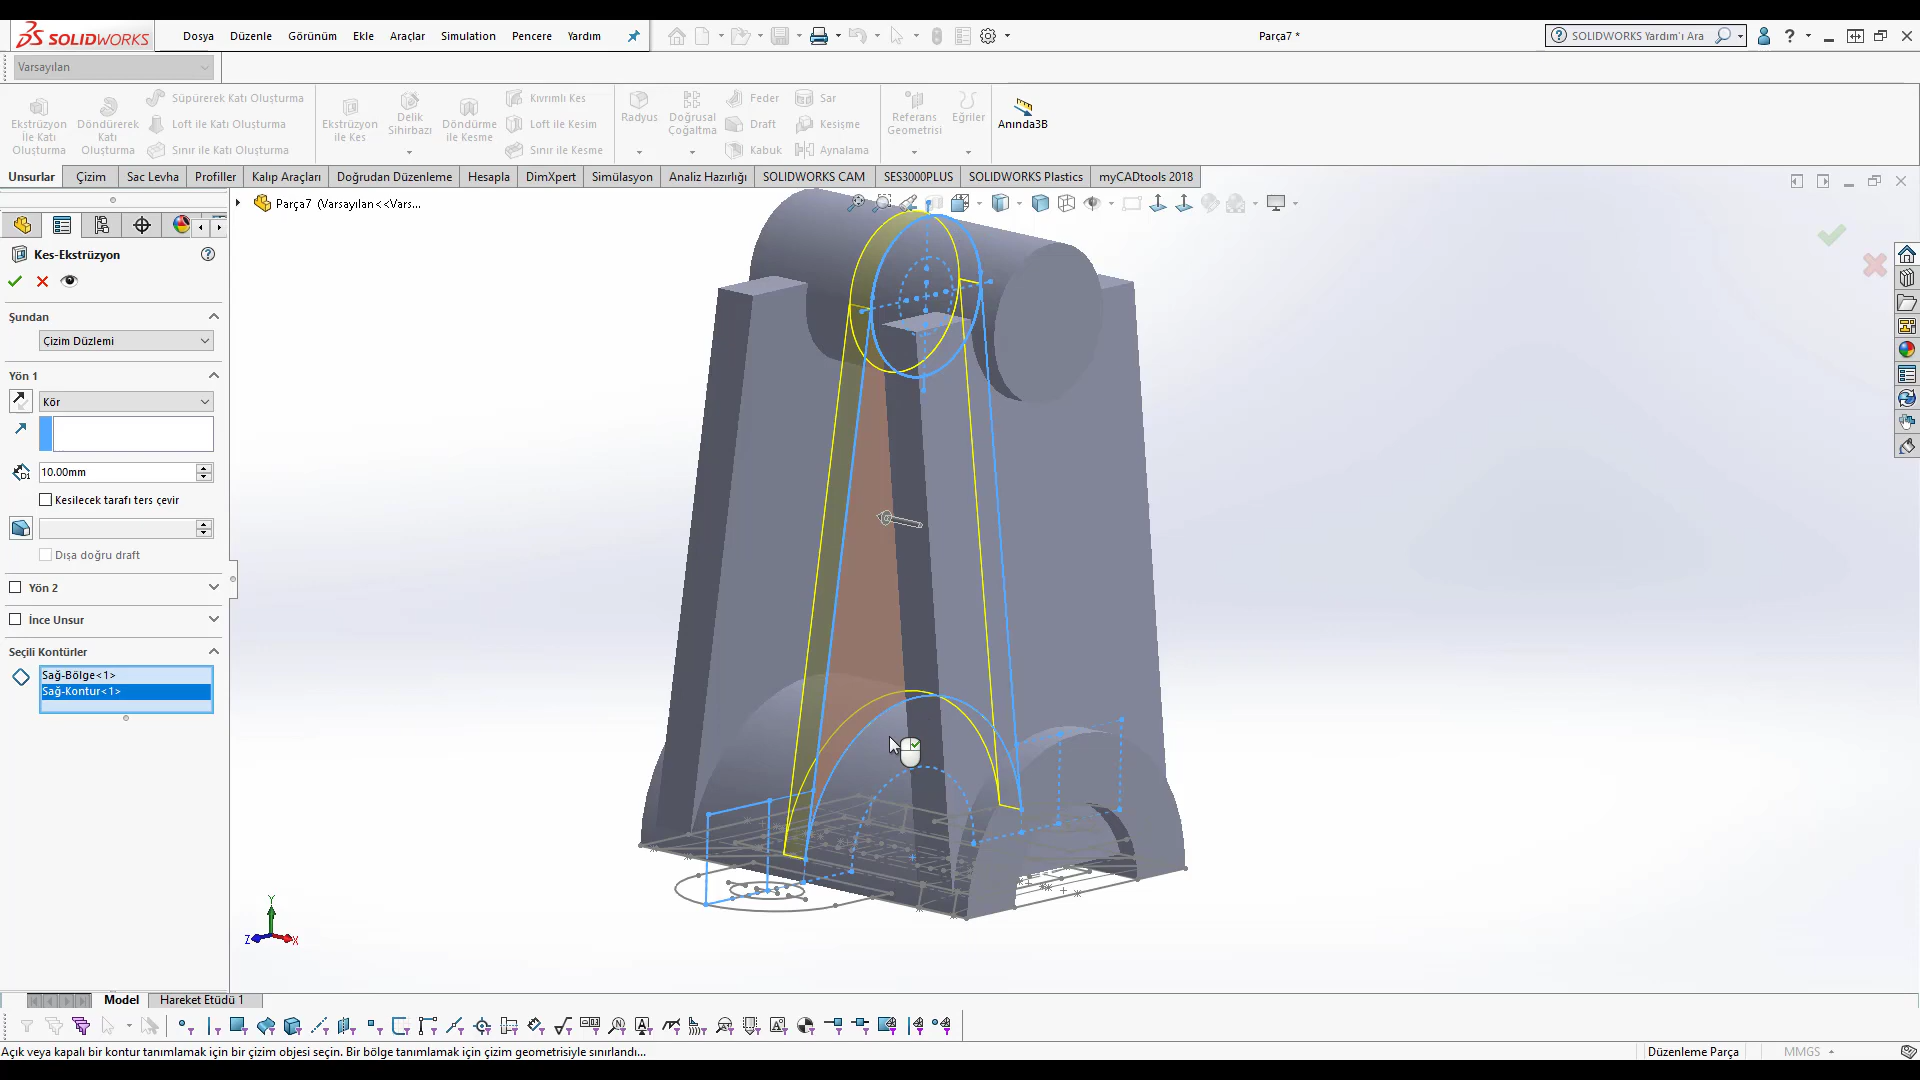 SOLIDWORKS
Dosya Düzenle Görünüm Ekle Araçlar Simulation Pencere Yardım
Parça7 *
SOLIDWORKS Yardım'ı Ara
Varsayılan
Ekstrüzyon İle Katı Oluşturma
Döndürerek Katı Oluşturma
Süpürerek Katı Oluşturma
Loft ile Katı Oluşturma
Sınır ile Katı Oluşturma
Ekstrüzyon ile Kes
Delik Sihirbazı
Döndürme ile Kesme
Kıvrımlı Kes
Loft ile Kesim
Sınır ile Kesme
Radyus
Doğrusal Çoğaltma
Feder
Draft
Kabuk
Sar
Kesişme
Aynalama
Referans Geometrisi
Eğriler
Anında3B
Unsurlar Çizim Sac Levha Profiller Kalıp Araçları Doğrudan Düzenleme Hesapla DimXpert Simülasyon Analiz Hazırlığı SOLIDWORKS CAM SES3000PLUS SOLIDWORKS Plastics myCADtools 2018
Parça7 (Varsayılan<<Vars...
Kes-Ekstrüzyon
Şundan
Çizim Düzlemi
Yön 1
Kör
D1
10.00mm
Kesilecek tarafı ters çevir
Dışa doğru draft
Yön 2
İnce Unsur
Seçili Kontürler
Sağ-Bölge<1>
Sağ-Kontur<1>
Y
Z
X
Model Hareket Etüdü 1
Açık veya kapalı bir kontur tanımlamak için bir çizim objesi seçin. Bir bölge tanımlamak için çizim geometrisiyle sınırlandı...
Düzenleme Parça
MMGS